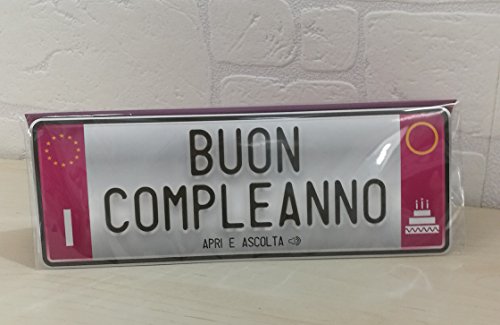 BUON
COMPLEANNO
I
APRI E ASCOLTA